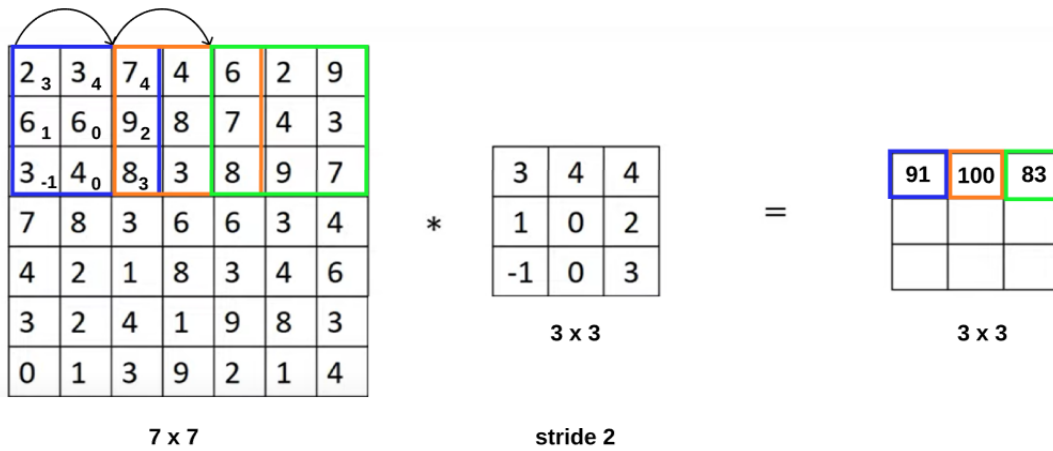 2 3 3 4 7 4 4 6 2 9
6 1 6 0 9 2 8 7 4 3
3 -1 4 0 8 3 3 8 9 7
7 8 3 6 6 3 4
4 2 1 8 3 4 6
3 2 4 1 9 8 3
0 1 3 9 2 1 4
7 x 7
*
3 4 4
1 0 2
-1 0 3
3 x 3
stride 2
=
91 100 83
3 x 3